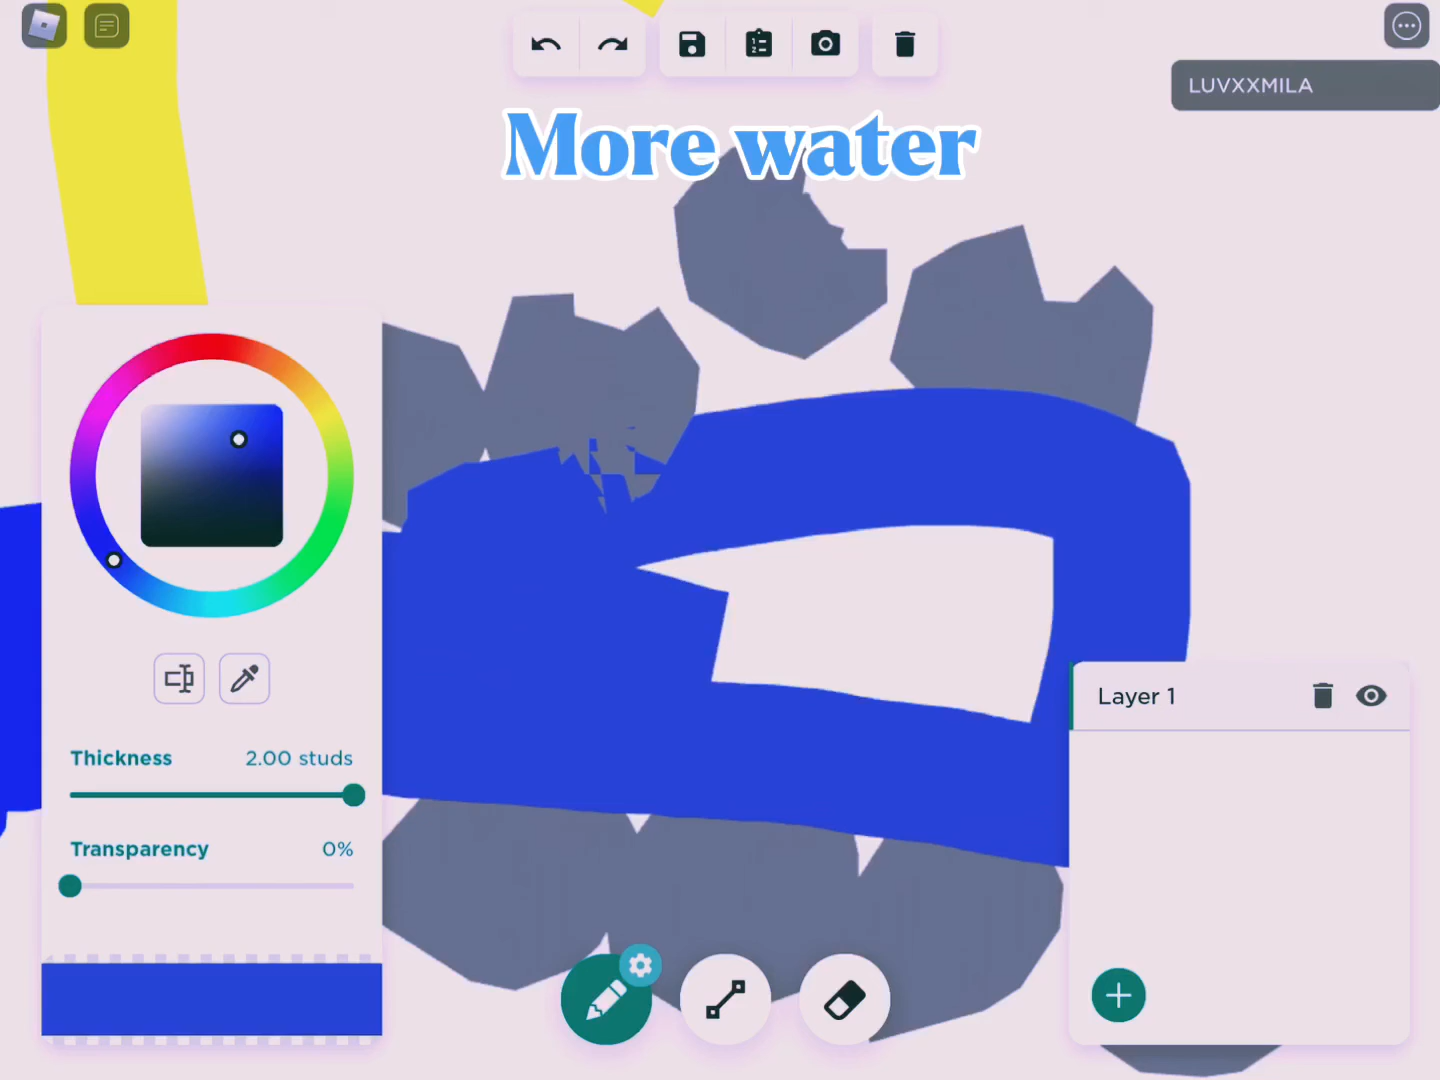 LUVXXMILA
More water
Thickness 2.00 studs
Transparency 0%
Layer 1